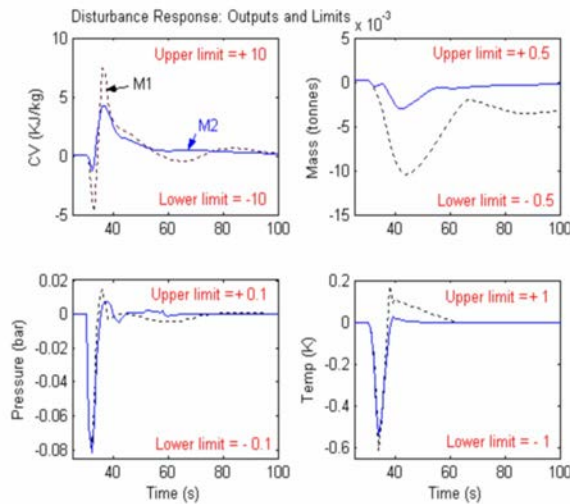 Disturbance Response: Outputs and Limits
x 10⁻³
10
5
0
-5
CV (KJ/kg)
Upper limit =+ 10
M1
M2
Lower limit = -10
40 60 80 100
5
0
-5
-10
-15
Mass (tonnes)
Upper limit =+ 0.5
Lower limit = - 0.5
40 60 80 100
0.02
0
-0.02
-0.04
-0.06
-0.08
Pressure (bar)
Upper limit =+ 0.1
Lower limit = - 0.1
40 60 80 100
Time (s)
0.2
0
-0.2
-0.4
-0.6
Temp (K)
Upper limit =+ 1
Lower limit = - 1
40 60 80 100
Time (s)